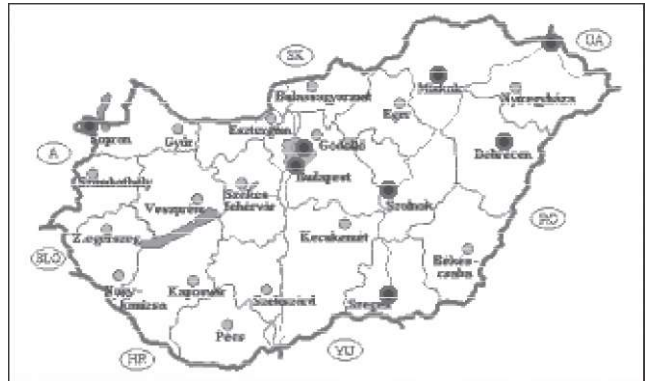 SK
UA
Miskolc
Balassagyarmat
Nyíregyháza
Eger
Esztergom
Sopron
Győr
Gödöllő
Debrecen
A
Budapest
Szombathely
Székes-
fehérvár
Szolnok
Veszprém
RO
Zalaegerszeg
Kecskemét
SLO
Békés-
csaba
Nagy-
kanizsa
Kaposvár
Szekszárd
Szeged
Pécs
HR
YU